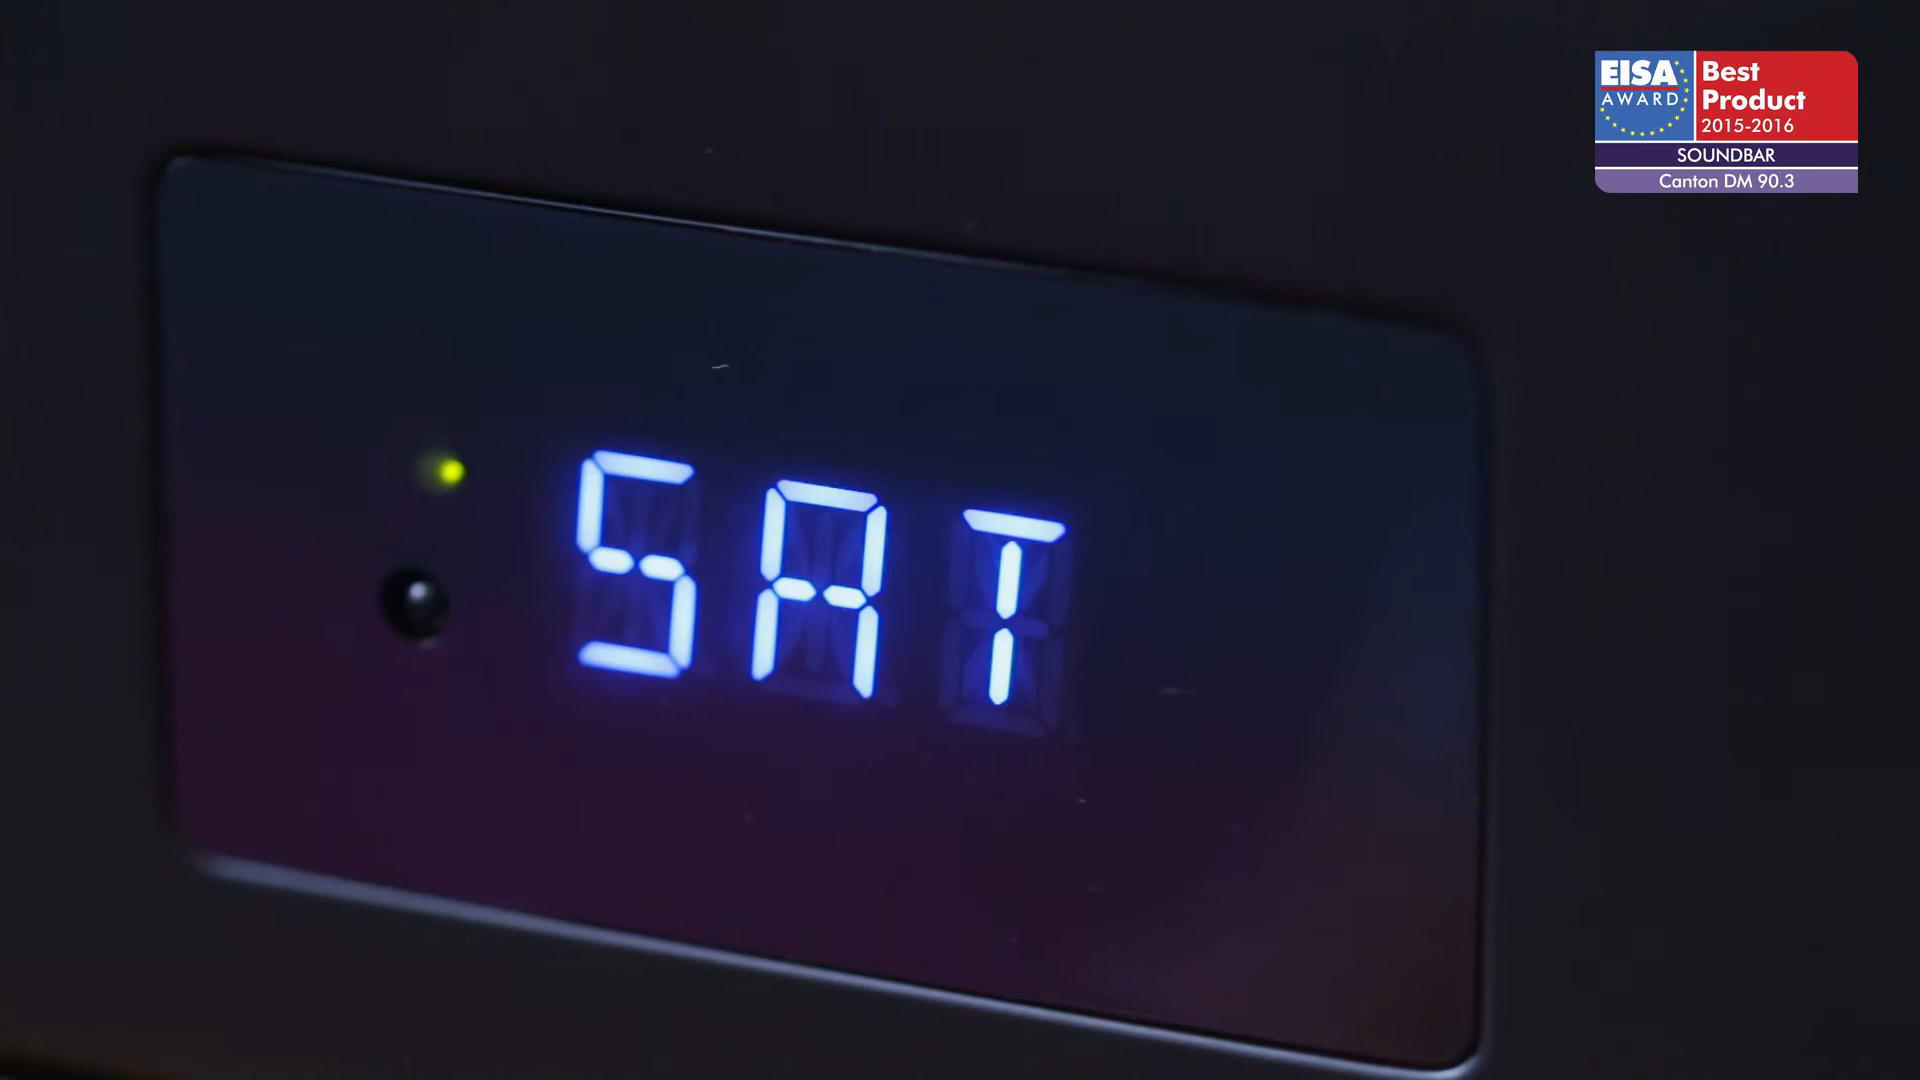 EISA
AWARD
Best
Product
2015-2016
SOUNDBAR
Canton DM 90.3
SAT